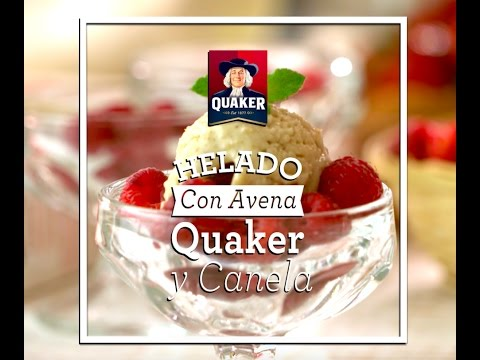 QUAKER
HELADO
Con Avena
Quaker
y Canela